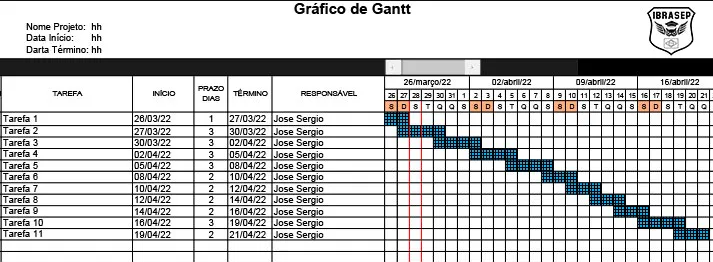 Gráfico de Gantt
IBRASEP
Nome Projeto: hh
Data Início: hh
Darta Término: hh
26/março/22 02/abril/22 09/abril/22 16/abril/22
TAREFA INÍCIO PRAZO DIAS TÉRMINO RESPONSÁVEL
26 27 28 29 30 31 1 2 3 4 5 6 7 8 9 10 11 12 13 14 15 16 17 18 19 20 21
S D S T Q Q S S D S T Q Q S S D S T Q Q S S D S T Q Q
Tarefa 1 26/03/22 1 27/03/22 Jose Sergio
Tarefa 2 27/03/22 3 30/03/22 Jose Sergio
Tarefa 3 30/03/22 3 02/04/22 Jose Sergio
Tarefa 4 02/04/22 3 05/04/22 Jose Sergio
Tarefa 5 05/04/22 3 08/04/22 Jose Sergio
Tarefa 6 08/04/22 2 10/04/22 Jose Sergio
Tarefa 7 10/04/22 2 12/04/22 Jose Sergio
Tarefa 8 12/04/22 2 14/04/22 Jose Sergio
Tarefa 9 14/04/22 2 16/04/22 Jose Sergio
Tarefa 10 16/04/22 3 19/04/22 Jose Sergio
Tarefa 11 19/04/22 2 21/04/22 Jose Sergio